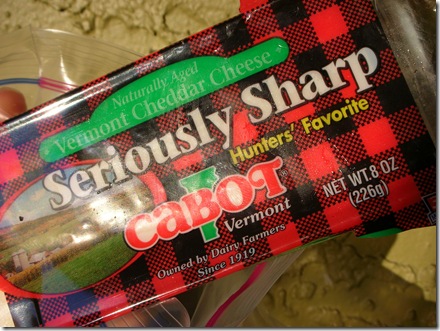 Naturally Aged
Vermont Cheddar Cheese
Seriously Sharp
Hunters' Favorite
CABOT
Vermont
NET WT 8 OZ
(226g)
Owned by Dairy Farmers
Since 1919